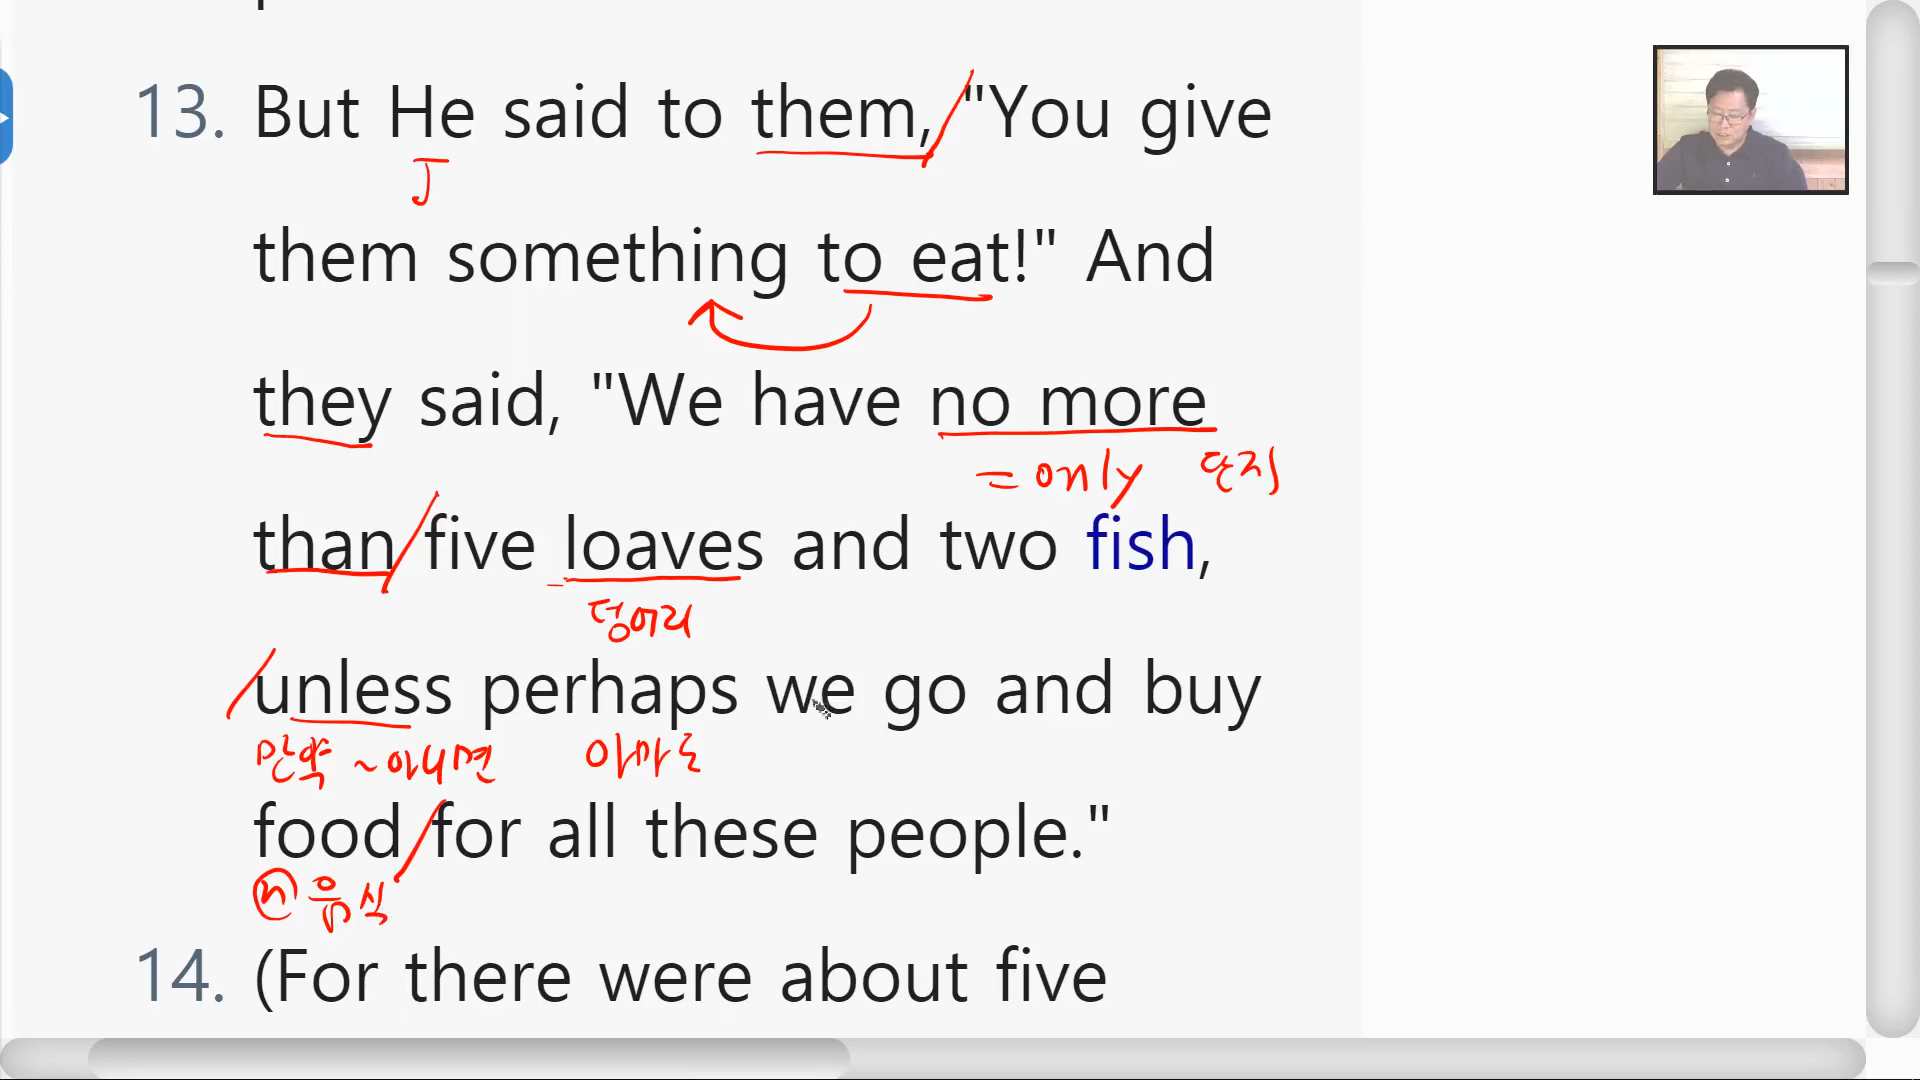 13. But He said to them, "You give
J
them something to eat!" And
they said, "We have no more
= only 단지
than five loaves and two fish,
덩어리
unless perhaps we go and buy
만약 ~아니면 아마도
food for all these people."
n 음식
14. (For there were about five